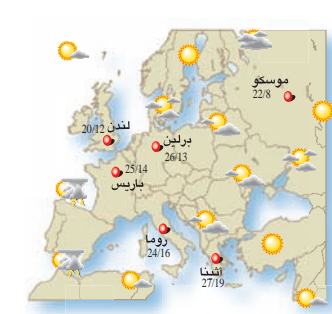 موسكو
22/8
لندن
20/12
برلين
26/13
25/14
باريس
روما
24/16
أثينا
27/19